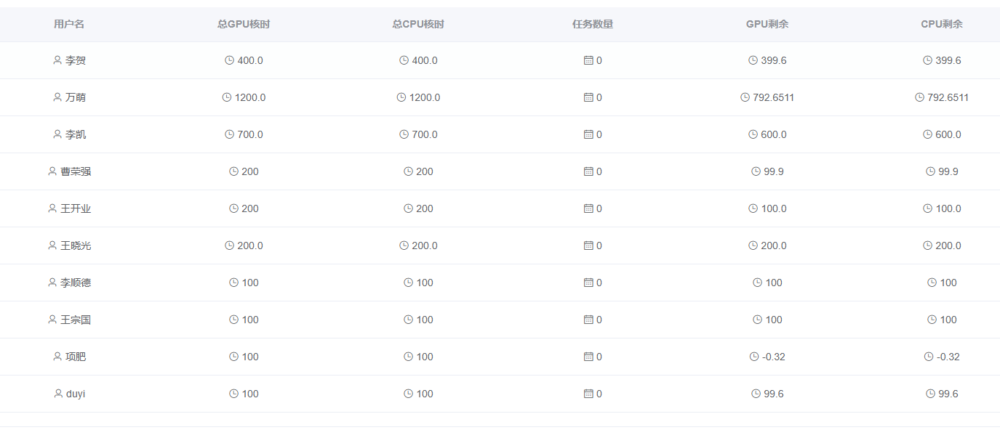 用户名 总GPU核时 总CPU核时 任务数量 GPU剩余 CPU剩余
李贺 400.0 400.0 0 399.6 399.6
万萌 1200.0 1200.0 0 792.6511 792.6511
李凯 700.0 700.0 0 600.0 600.0
曹荣强 200 200 0 99.9 99.9
王开业 200 200 0 100.0 100.0
王晓光 200.0 200.0 0 200.0 200.0
李顺德 100 100 0 100 100
王宗国 100 100 0 100 100
项肥 100 100 0 -0.32 -0.32
duyi 100 100 0 99.6 99.6